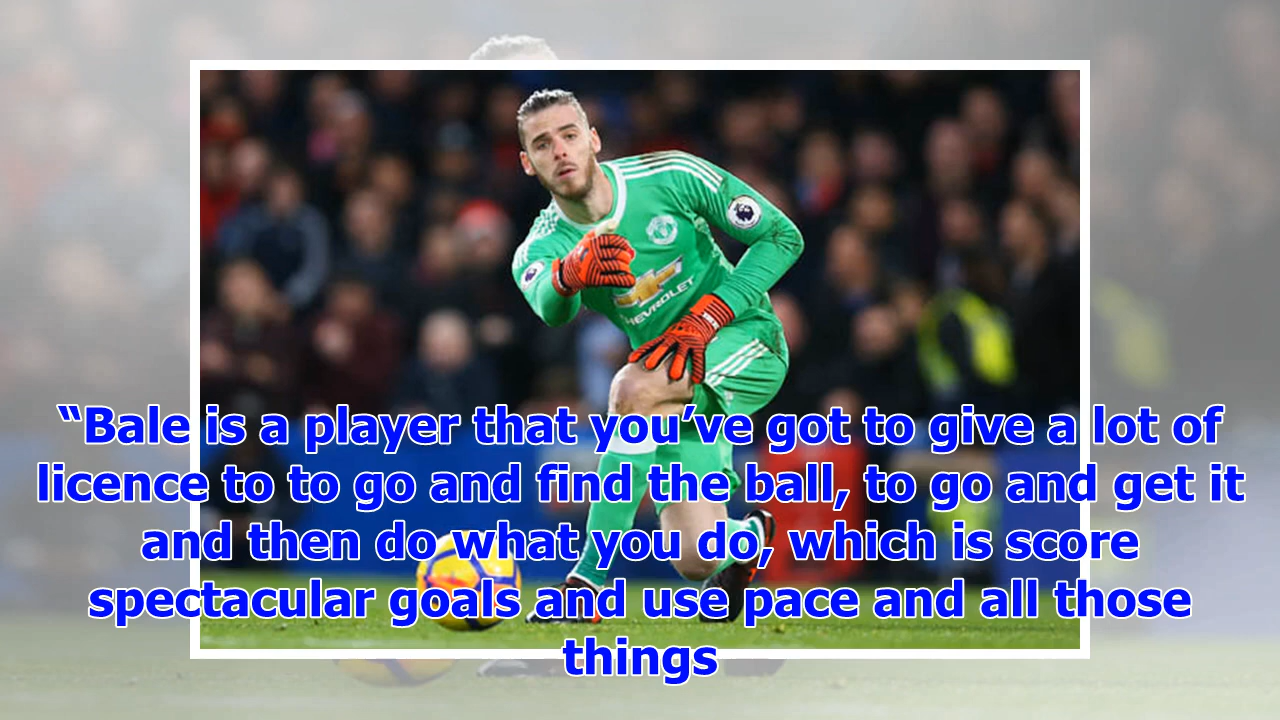 CHEVROLET
“Bale is a player that you’ve got to give a lot of
licence to to go and find the ball, to go and get it
and then do what you do, which is score
spectacular goals and use pace and all those
things